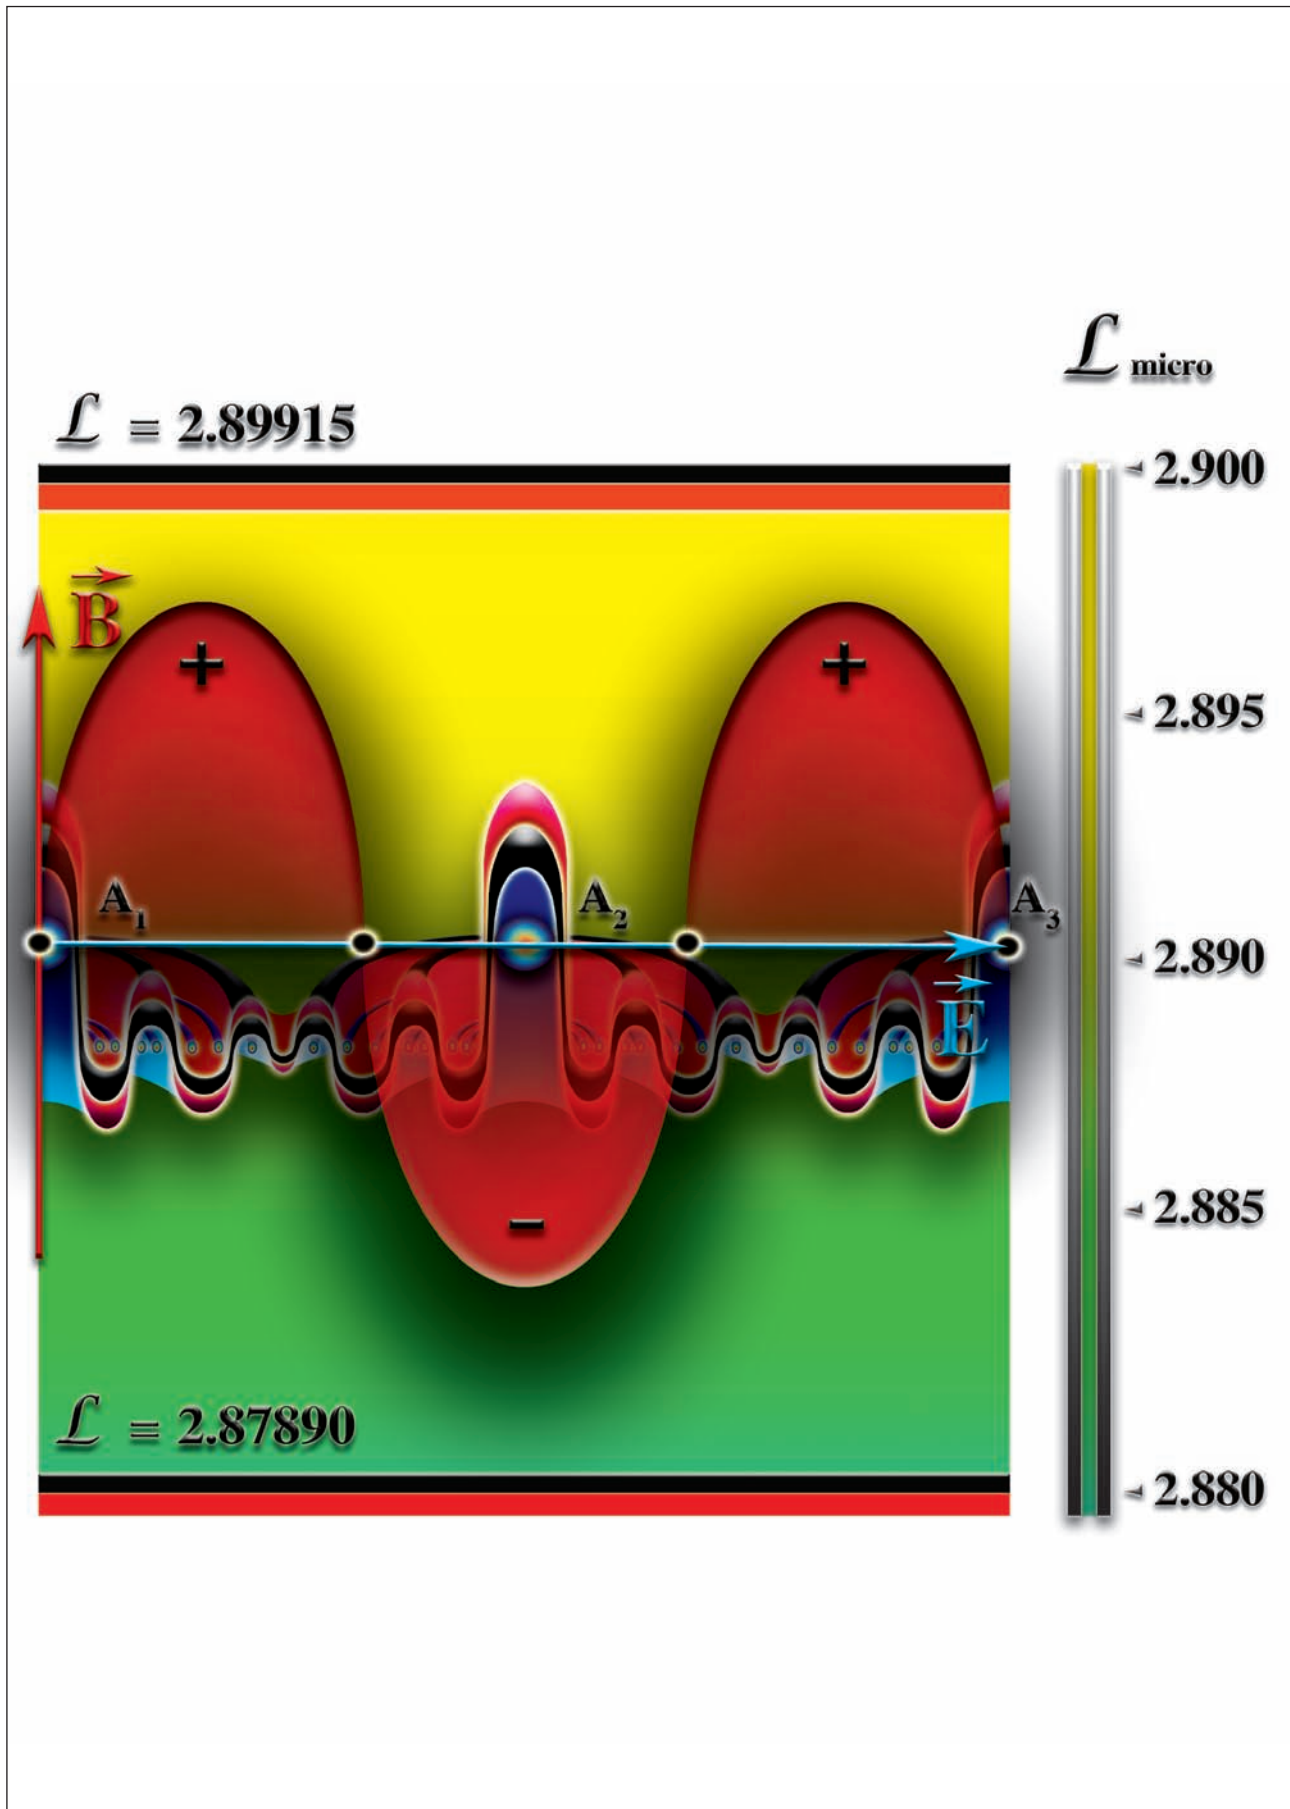 ℒ micro
ℒ = 2.89915
2.900
B
+ +
2.895
A₁ A₂ A₃
2.890
E
2.885
−
ℒ = 2.87890
2.880